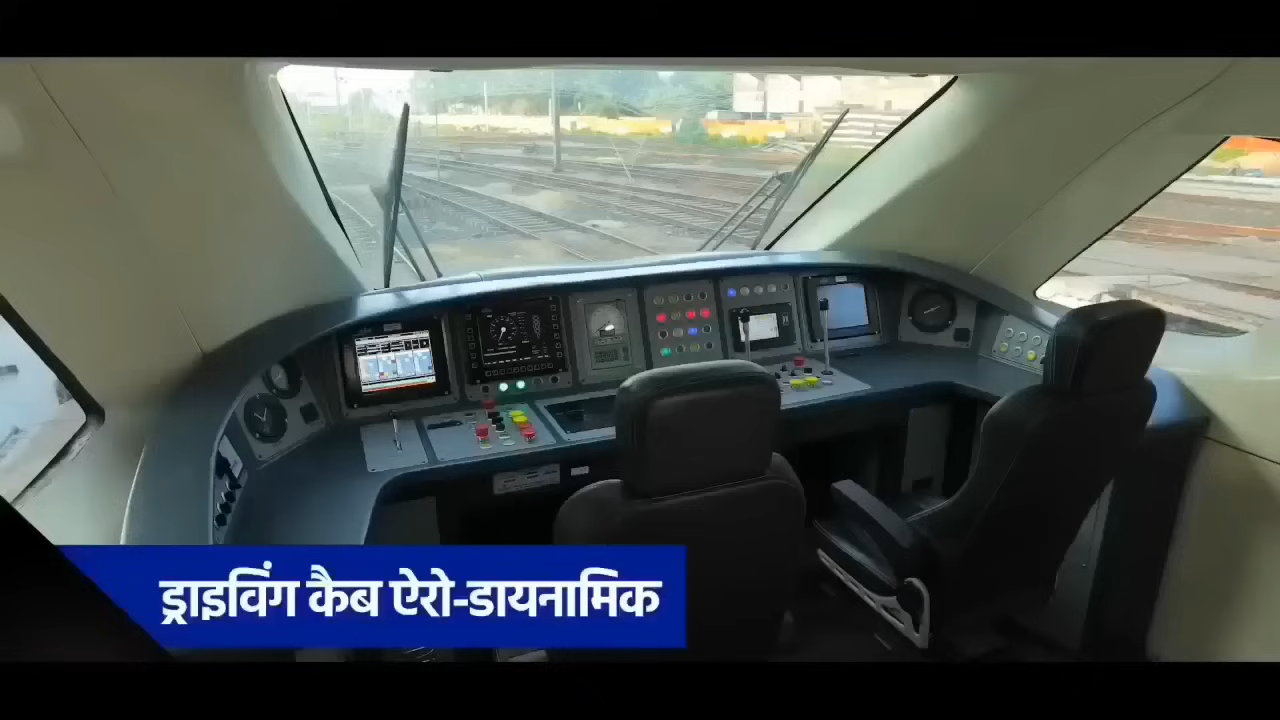 ड्राइविंग कैब ऐरो-डायनामिक